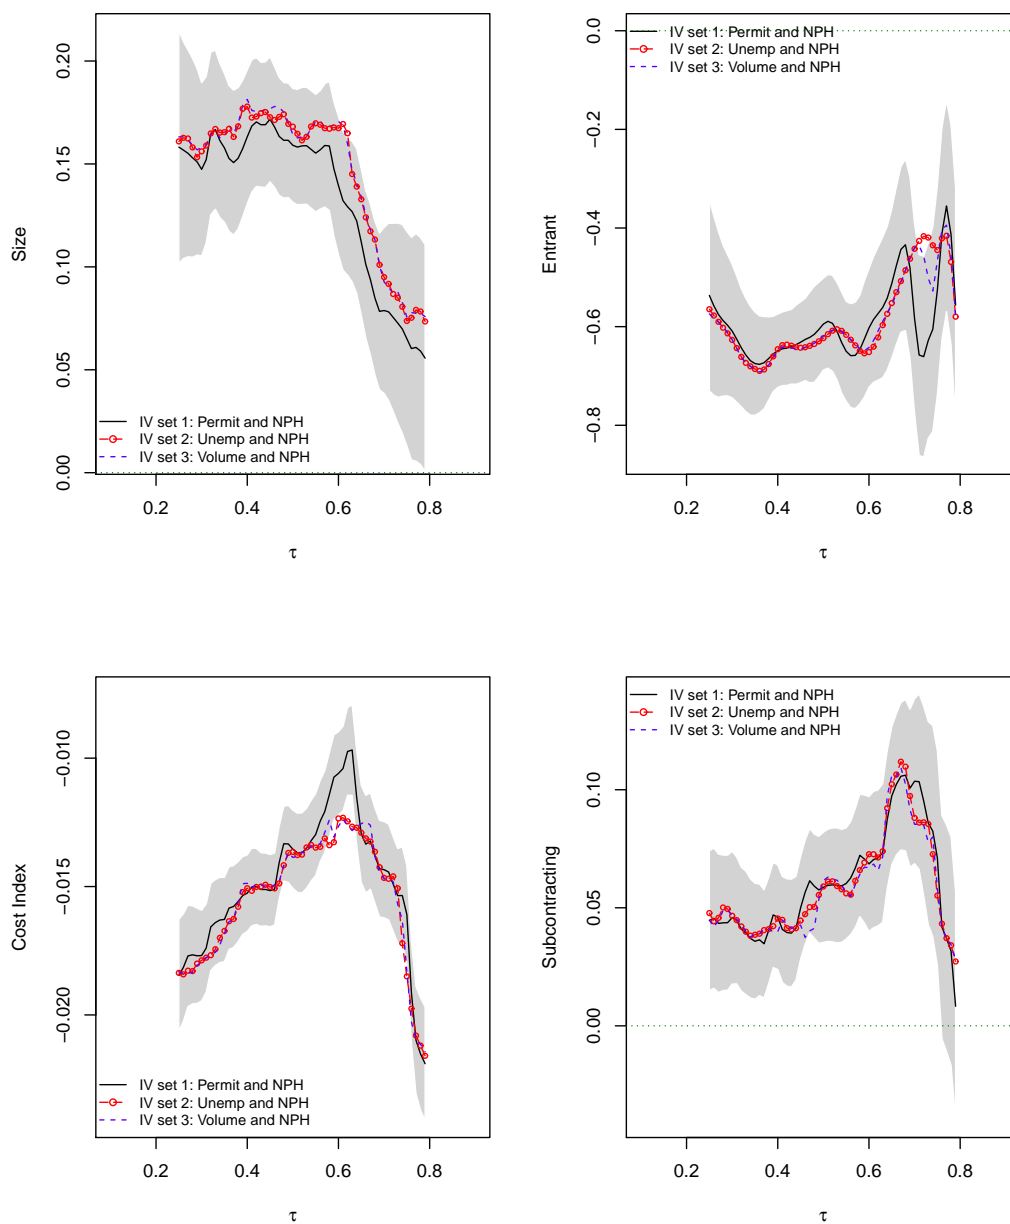 0.20
0.15
0.10
0.05
0.00
Size
IV set 1: Permit and NPH
IV set 2: Unemp and NPH
IV set 3: Volume and NPH
0.2 0.4 0.6 0.8
τ
0.0
−0.2
−0.4
−0.6
−0.8
Entrant
IV set 1: Permit and NPH
IV set 2: Unemp and NPH
IV set 3: Volume and NPH
0.2 0.4 0.6 0.8
τ
−0.010
−0.015
−0.020
Cost Index
IV set 1: Permit and NPH
IV set 2: Unemp and NPH
IV set 3: Volume and NPH
0.2 0.4 0.6 0.8
τ
0.10
0.05
0.00
Subcontracting
IV set 1: Permit and NPH
IV set 2: Unemp and NPH
IV set 3: Volume and NPH
0.2 0.4 0.6 0.8
τ